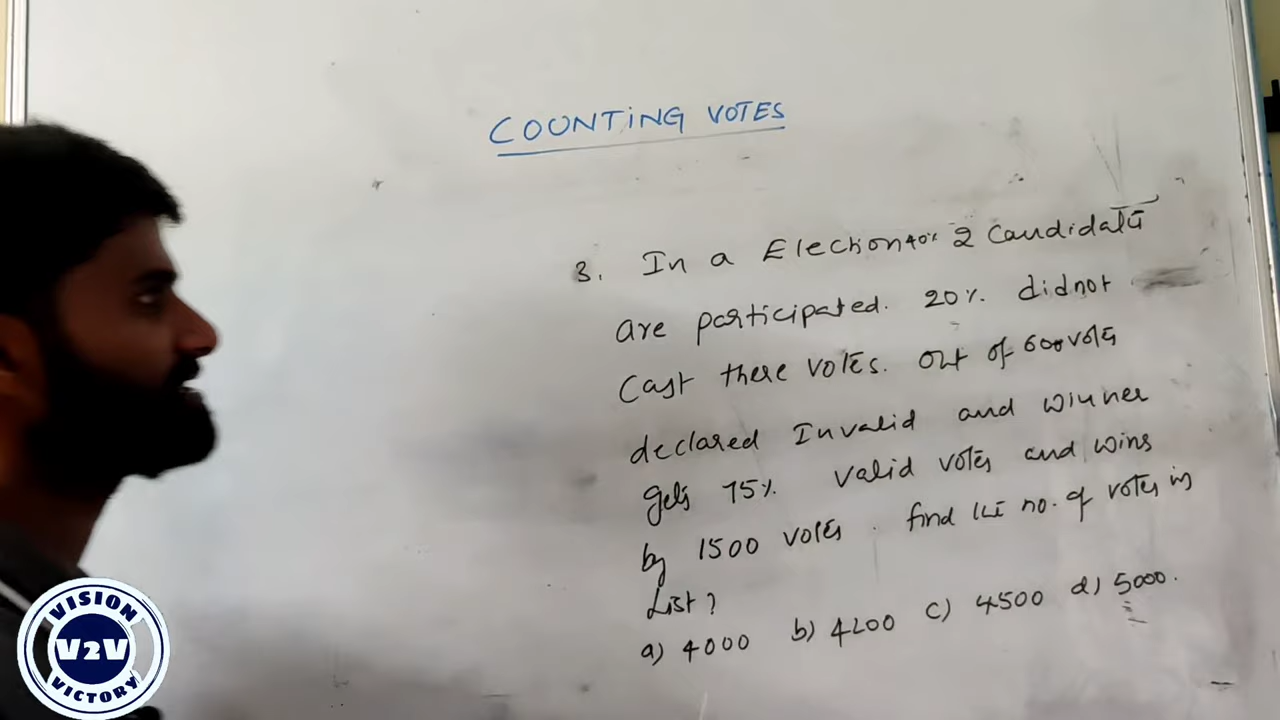 COUNTING VOTES
3. In a Election 2 Candidate
are participated. 20%. did not
Cast there votes. Out of 600 votes
declared Invalid and winner
gets 75% valid votes and wins
by 1500 votes. find the no. of votes in
List?
a) 4000 b) 4200 c) 4500 d) 5000.
VISION
V2V
VICTORY